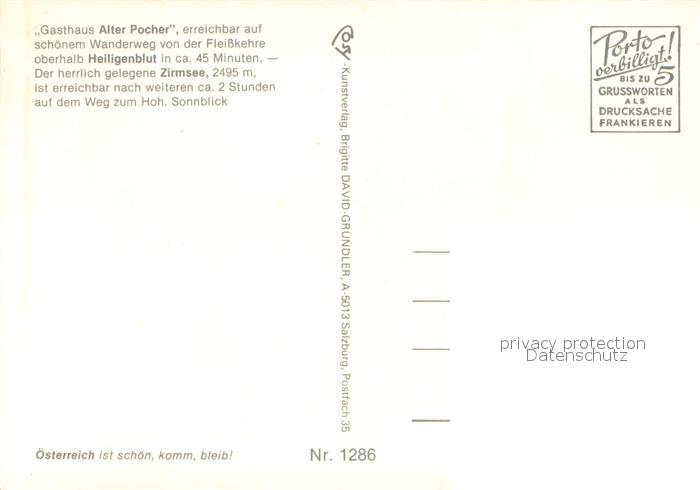 „Gasthaus Alter Pocher”, erreichbar auf
schönem Wanderweg von der Fleißkehre
oberhalb Heiligenblut in ca. 45 Minuten. —
Der herrlich gelegene Zirmsee, 2495 m,
ist erreichbar nach weiteren ca. 2 Stunden
auf dem Weg zum Hoh. Sonnblick
Cosy-Kunstverlag, Brigitte DAVID-GRÜNDLER, A-5013 Salzburg, Postfach 35
Porto
verbilligt!
BIS ZU 5
GRUSSWORTEN
ALS
DRUCKSACHE
FRANKIEREN
privacy protection
Datenschutz
Österreich ist schön, komm, bleib!
Nr. 1286